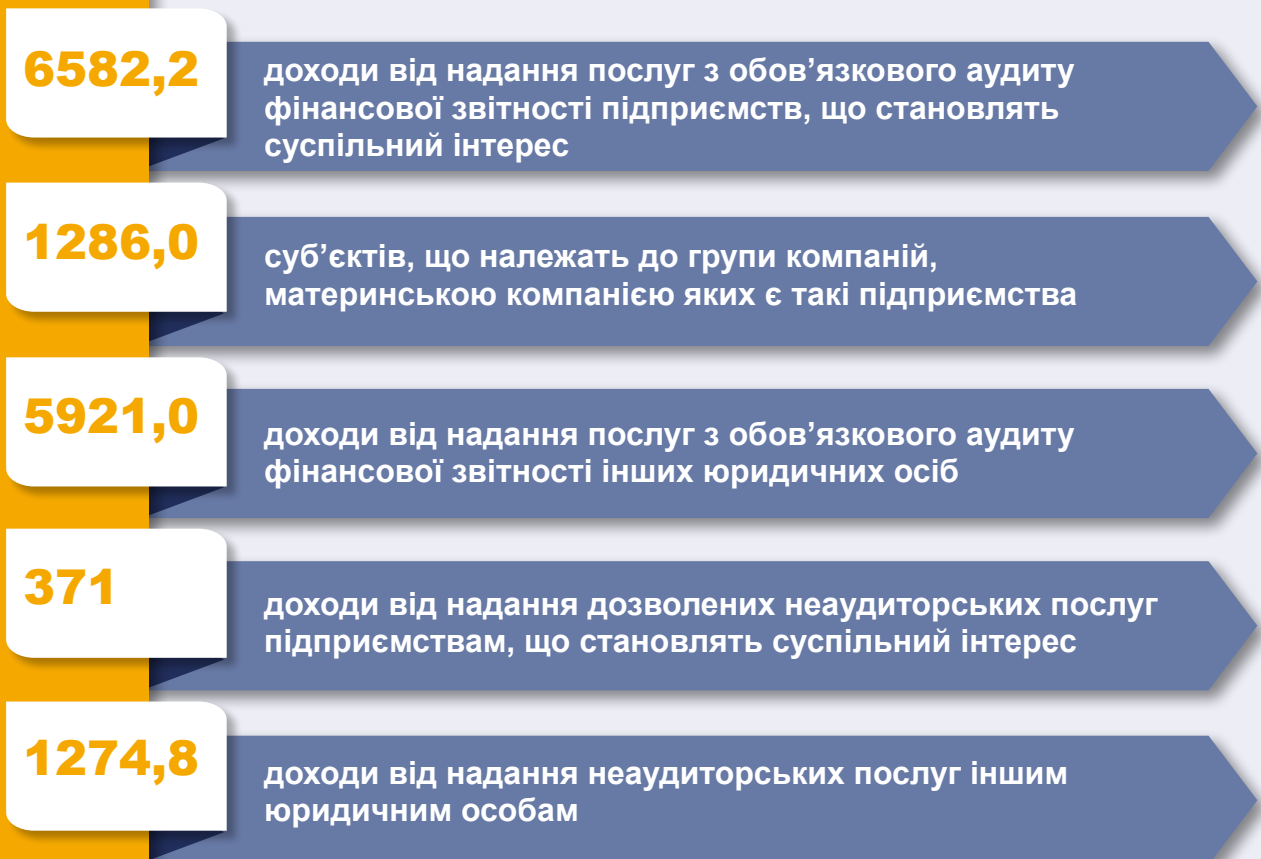 6582,2
доходи від надання послуг з обов’язкового аудиту
фінансової звітності підприємств, що становлять
суспільний інтерес
1286,0
суб’єктів, що належать до групи компаній,
материнською компанією яких є такі підприємства
5921,0
доходи від надання послуг з обов’язкового аудиту
фінансової звітності інших юридичних осіб
371
доходи від надання дозволених неаудиторських послуг
підприємствам, що становлять суспільний інтерес
1274,8
доходи від надання неаудиторських послуг іншим
юридичним особам